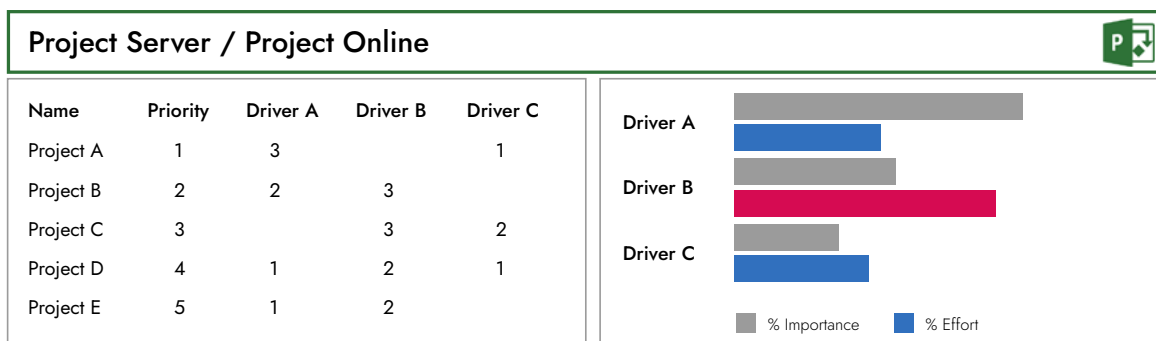 Project Server / Project Online
P
Name Priority Driver A Driver B Driver C
Project A 1 3 1
Project B 2 2 3
Project C 3 3 2
Project D 4 1 2 1
Project E 5 1 2
Driver A
Driver B
Driver C
% Importance % Effort